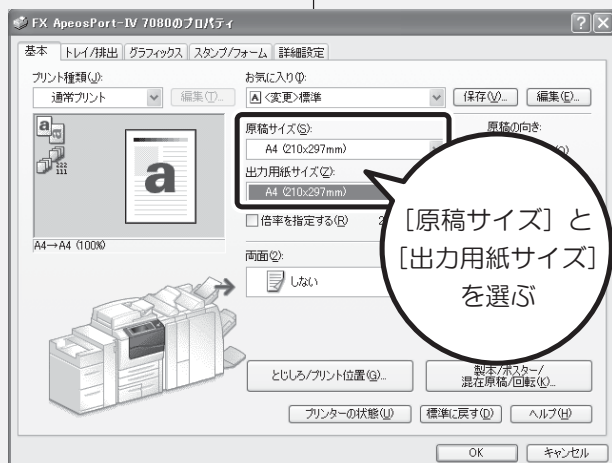 FX ApeosPort-IV 7080のプロパティ
基本 トレイ/排出 グラフィックス スタンプ/フォーム 詳細設定
プリント種類(J):
通常プリント
編集(T)...
お気に入り(I):
A <変更>標準
保存(V)...
編集(E)...
原稿サイズ(S):
A4 (210x297mm)
出力用紙サイズ(Z):
A4 (210x297mm)
倍率を指定する(R)
原稿の向き:
a
222
111
a
A4→A4 (100%)
両面(2):
しない
[原稿サイズ] と
[出力用紙サイズ]
を選ぶ
とじしろ/プリント位置(G)...
製本/ポスター/
混在原稿/回転(K)...
プリンターの状態(U)
標準に戻す(D)
ヘルプ(H)
OK
キャンセル